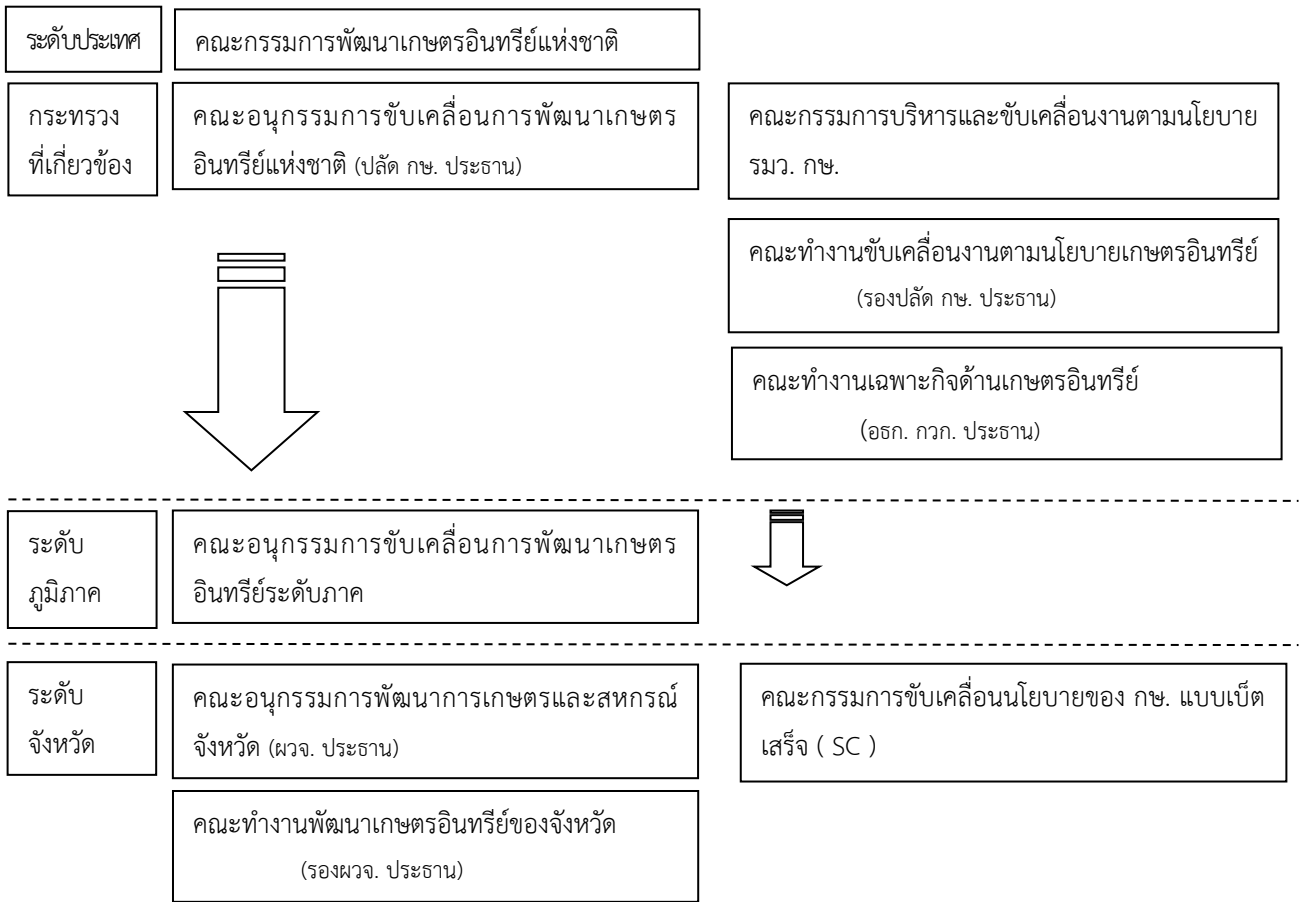 ระดับประเทศ
คณะกรรมการพัฒนาเกษตรอินทรีย์แห่งชาติ
กระทรวง
ที่เกี่ยวข้อง
คณะอนุกรรมการขับเคลื่อนการพัฒนาเกษตร
อินทรีย์แห่งชาติ (ปลัด กษ. ประธาน)
คณะกรรมการบริหารและขับเคลื่อนงานตามนโยบาย
รมว. กษ.
คณะทำงานขับเคลื่อนงานตามนโยบายเกษตรอินทรีย์
(รองปลัด กษ. ประธาน)
คณะทำงานเฉพาะกิจด้านเกษตรอินทรีย์
(อธก. กวก. ประธาน)
ระดับ
ภูมิภาค
คณะอนุกรรมการขับเคลื่อนการพัฒนาเกษตร
อินทรีย์ระดับภาค
ระดับ
จังหวัด
คณะอนุกรรมการพัฒนาการเกษตรและสหกรณ์
จังหวัด (ผวจ. ประธาน)
คณะกรรมการขับเคลื่อนนโยบายของ กษ. แบบเบ็ต
เสร็จ ( SC )
คณะทำงานพัฒนาเกษตรอินทรีย์ของจังหวัด
(รองผวจ. ประธาน)